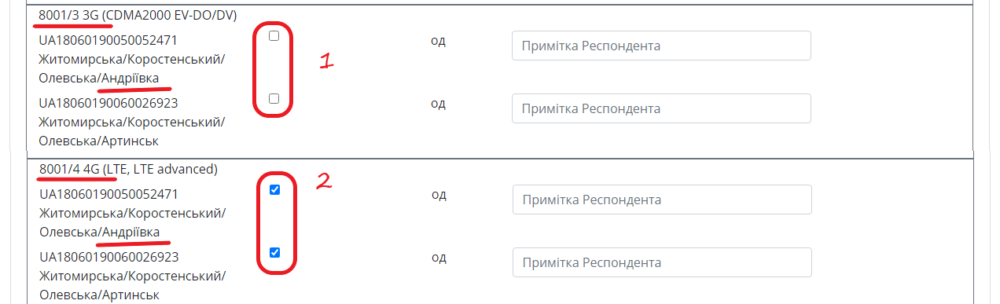 8001/3 3G (CDMA2000 EV-DO/DV)
UA18060190050052471
Житомирська/Коростенський/
Олевська/Андріївка
од
Примітка Респондента
1
UA18060190060026923
Житомирська/Коростенський/
Олевська/Артинськ
од
Примітка Респондента
8001/4 4G (LTE, LTE advanced)
2
UA18060190050052471
Житомирська/Коростенський/
Олевська/Андріївка
од
Примітка Респондента
UA18060190060026923
Житомирська/Коростенський/
Олевська/Артинськ
од
Примітка Респондента